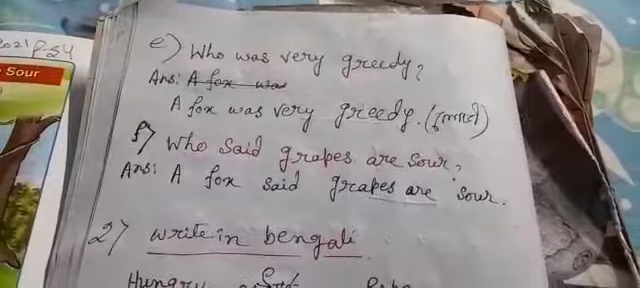 2021 P-54
Sour
e) Who was very greedy?
Ans: A fox was
A fox was very greedy.
f) Who said grapes are sour?
Ans: A fox said grapes are sour.
2) write in bengali
Hungry